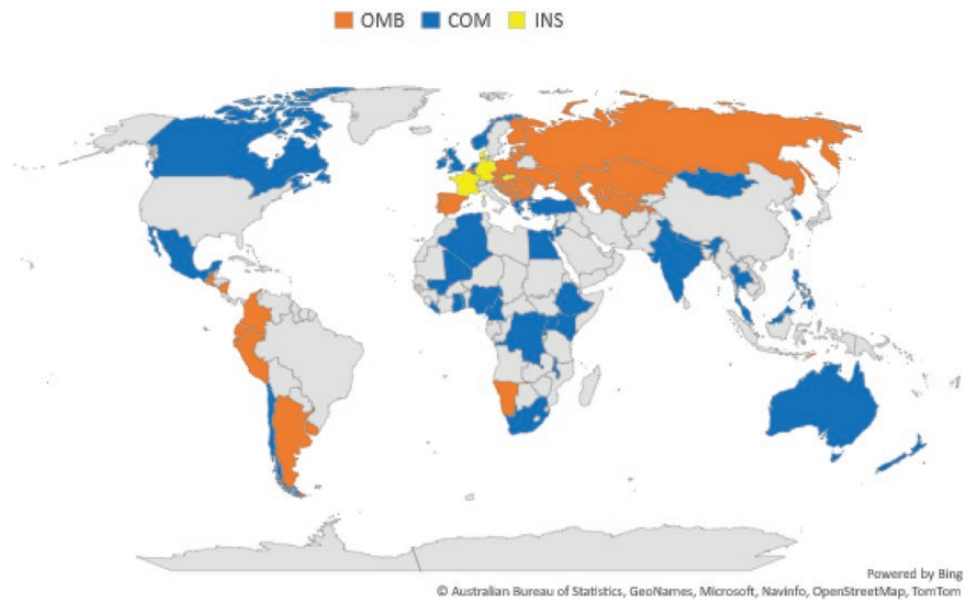 OMB COM INS
Powered by Bing
© Australian Bureau of Statistics, GeoNames, Microsoft, Navinfo, OpenStreetMap, TomTom